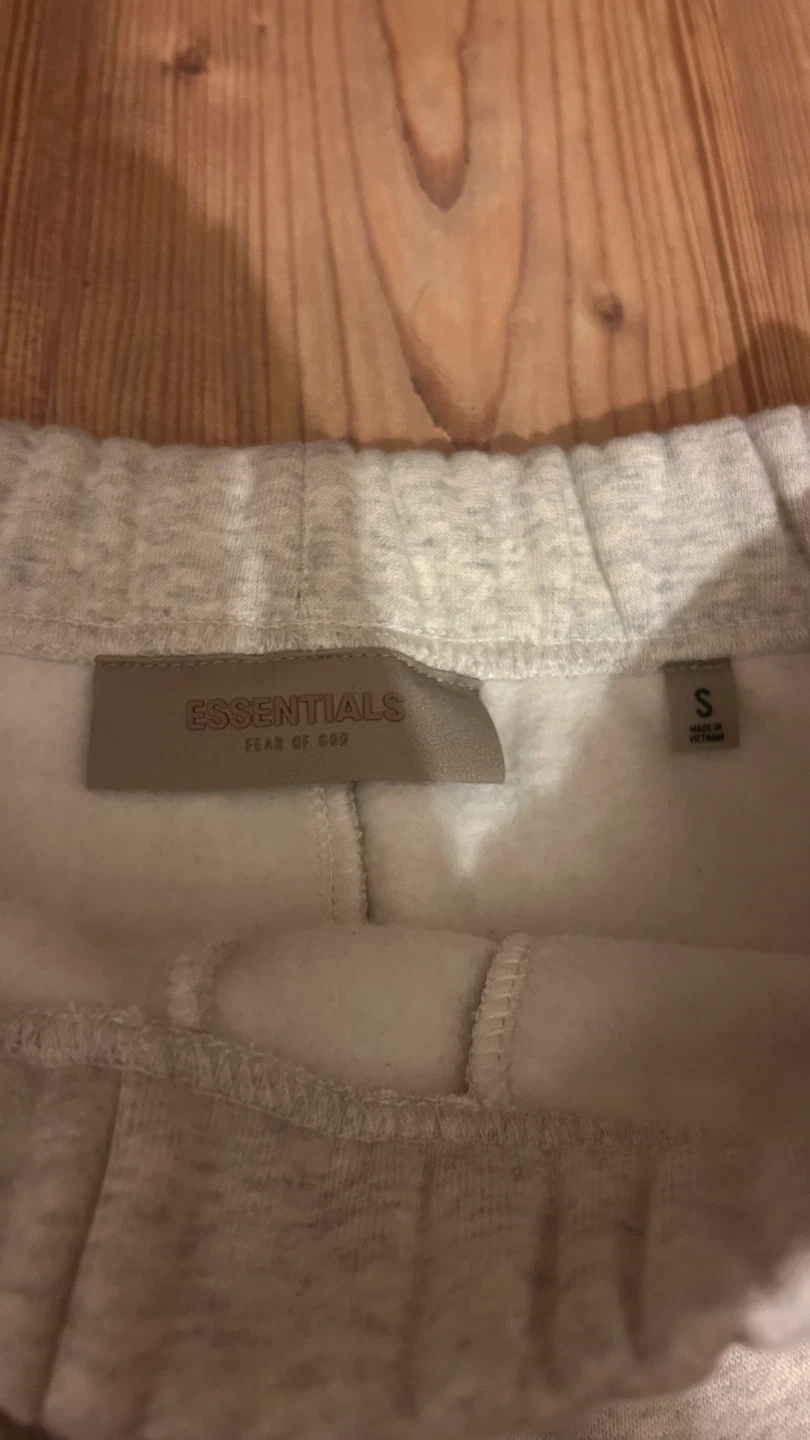 ESSENTIALS
FEAR OF GOD
S
MADE IN
VIETNAM